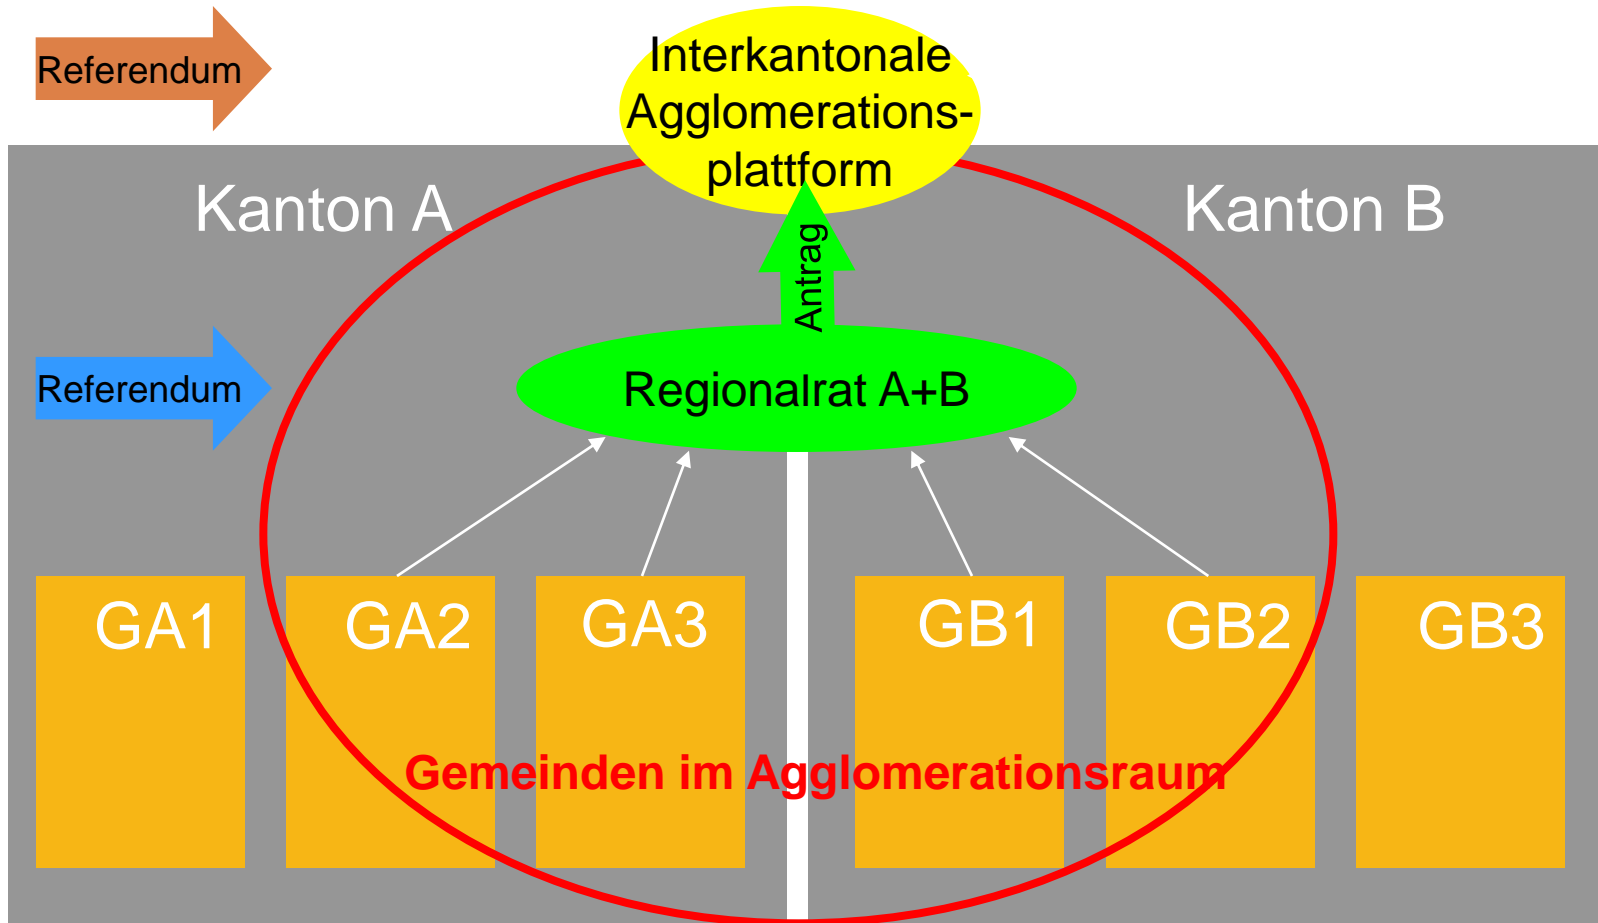 Referendum
Interkantonale
Agglomerations-
plattform
Kanton A
Kanton B
Antrag
Referendum
Regionalrat A+B
GA1
GA2
GA3
GB1
GB2
GB3
Gemeinden im Agglomerationsraum